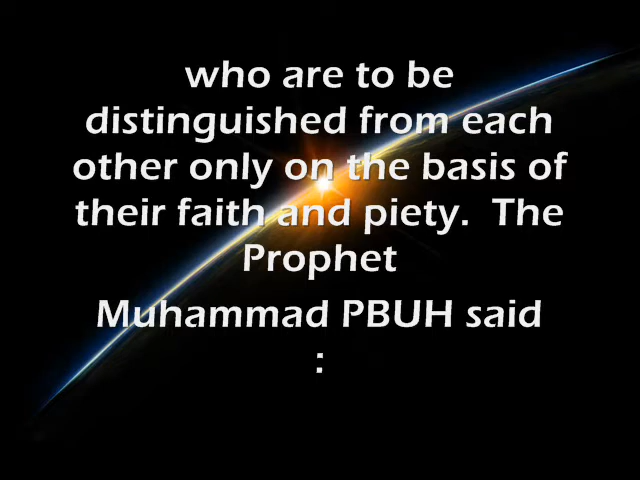 who are to be
distinguished from each
other only on the basis of
their faith and piety.  The
Prophet
Muhammad PBUH said
: